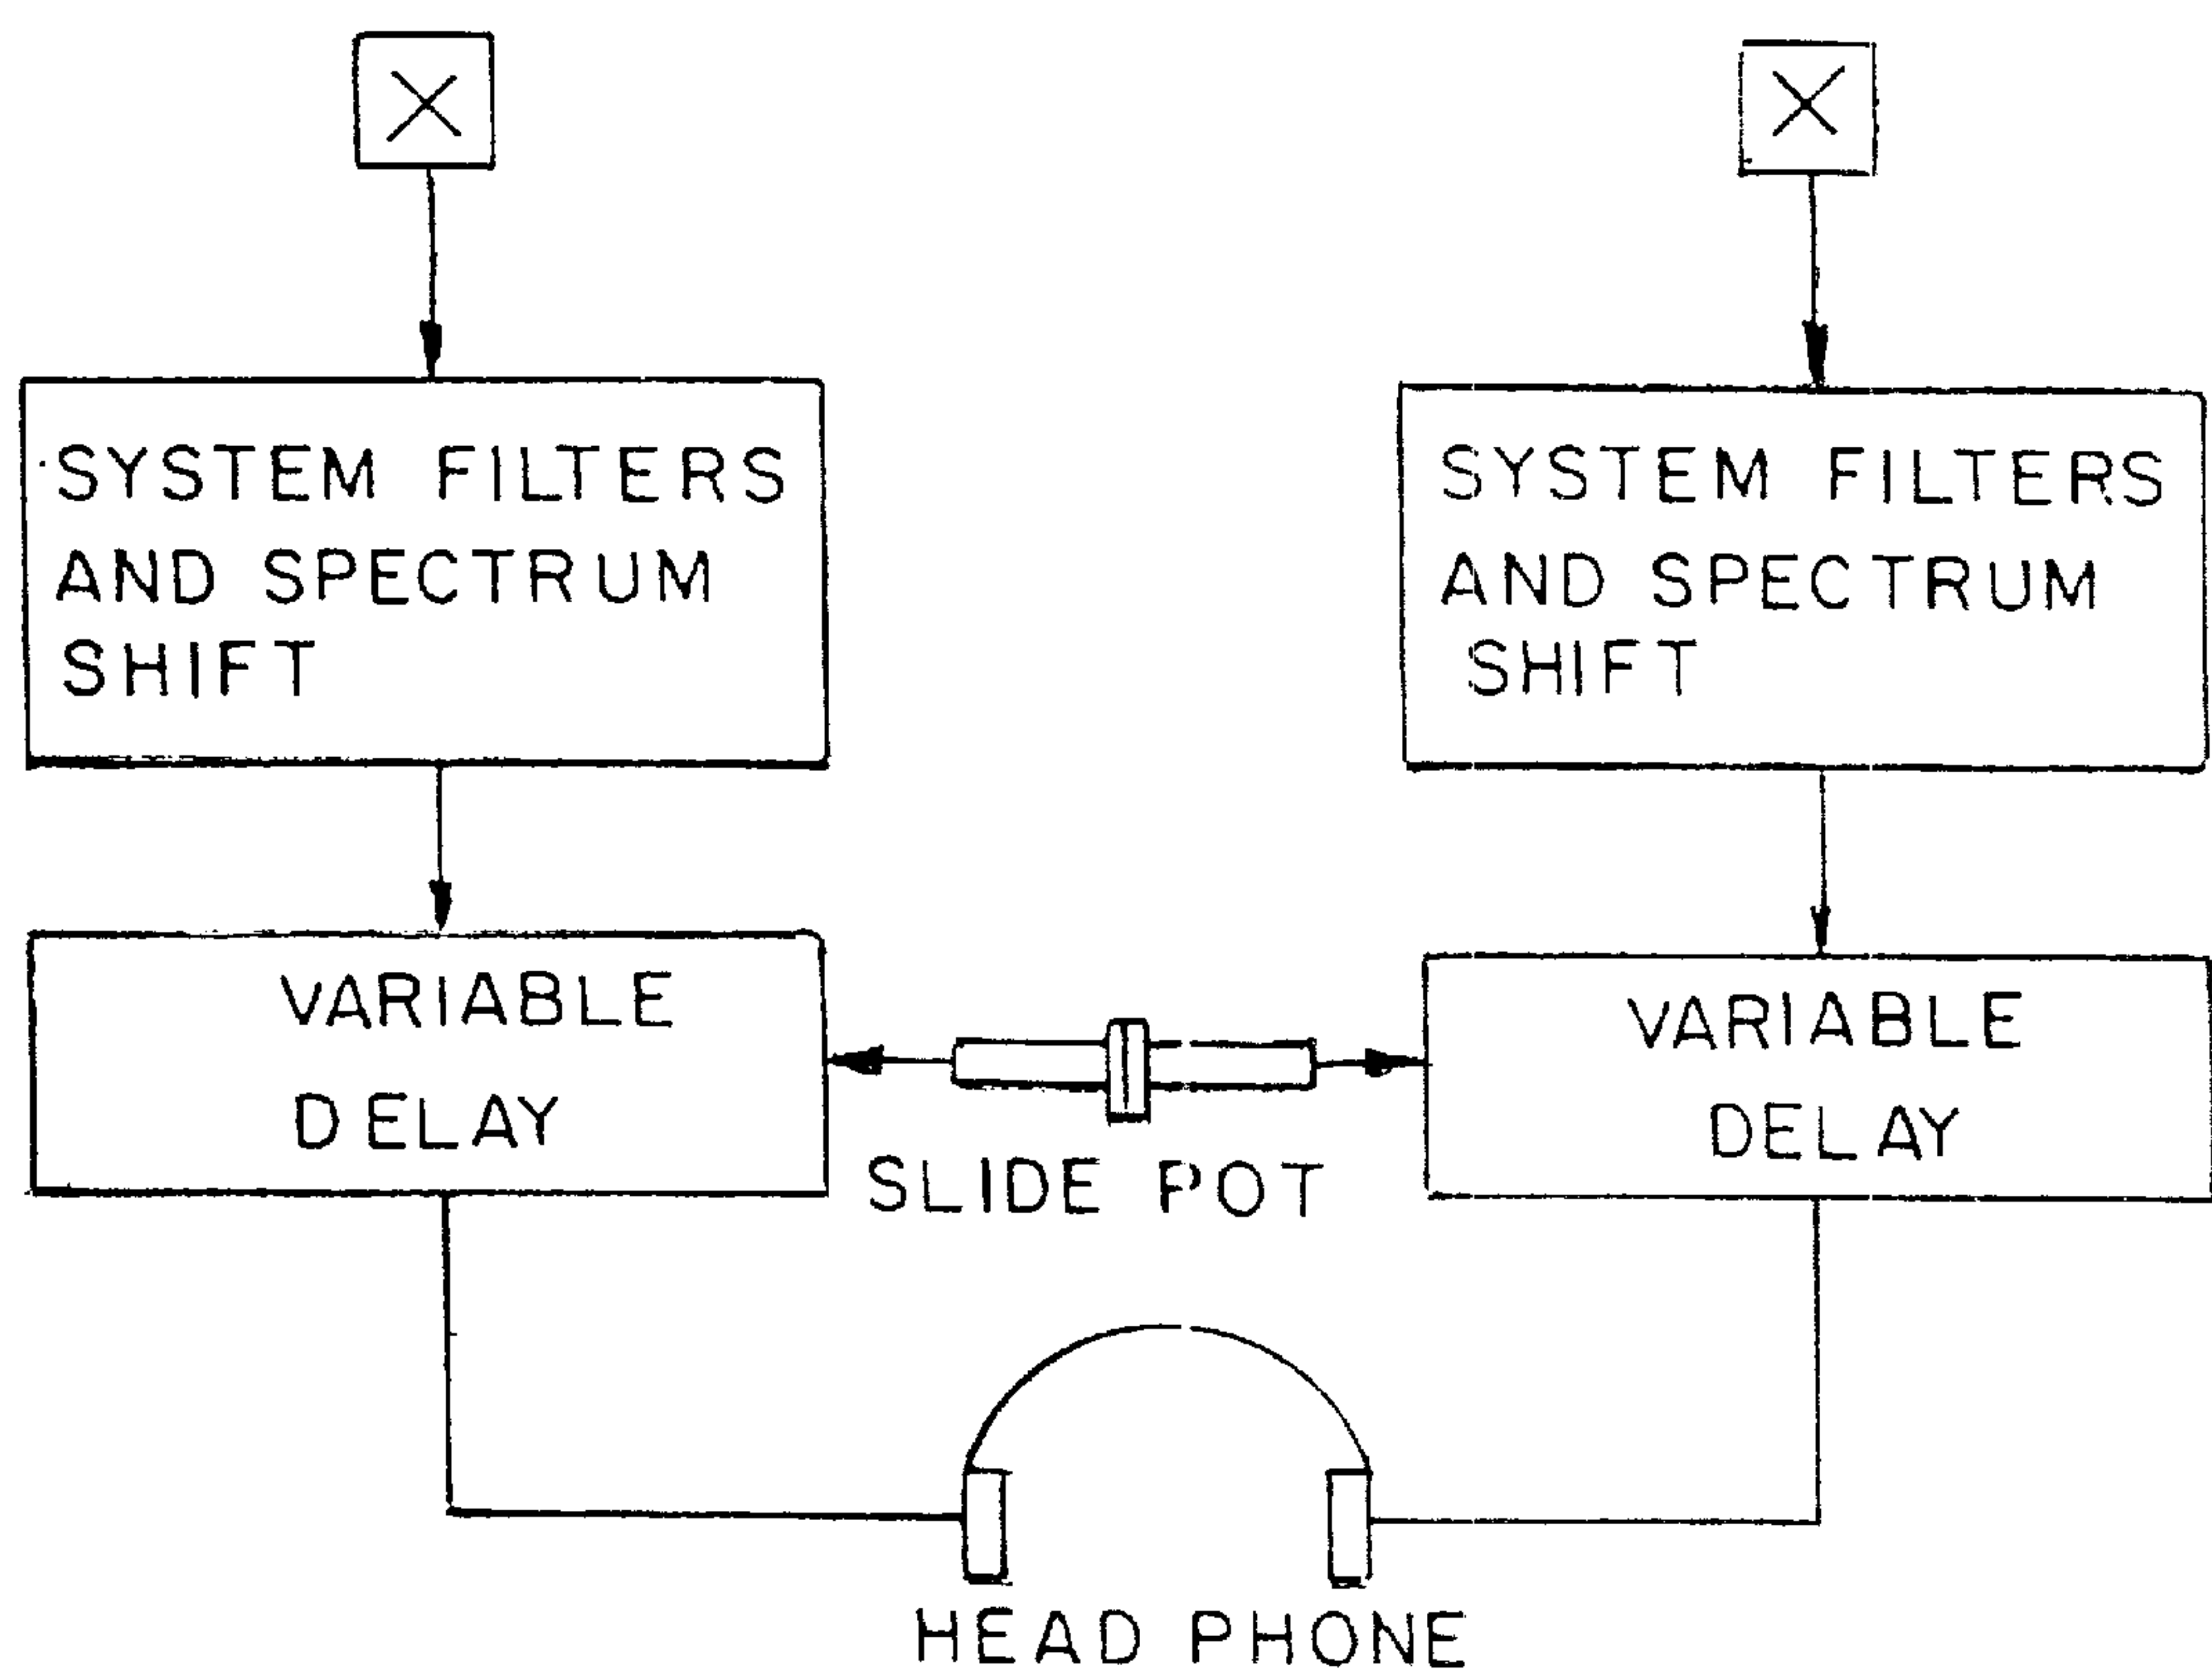 SYSTEM FILTERS
AND SPECTRUM
SHIFT
SYSTEM FILTERS
AND SPECTRUM
SHIFT
VARIABLE
DELAY
SLIDE POT
VARIABLE
DELAY
HEAD PHONE